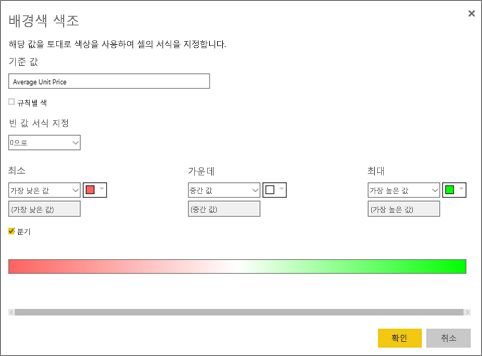 배경색 색조
해당 값을 토대로 색상을 사용하여 셀의 서식을 지정합니다.
기준 값
Average Unit Price
규칙별 색
빈 값 서식 지정
0으로
최소 가운데 최대
가장 낮은 값 중간 값 가장 높은 값
(가장 낮은 값) (중간 값) (가장 높은 값)
분기
확인 취소